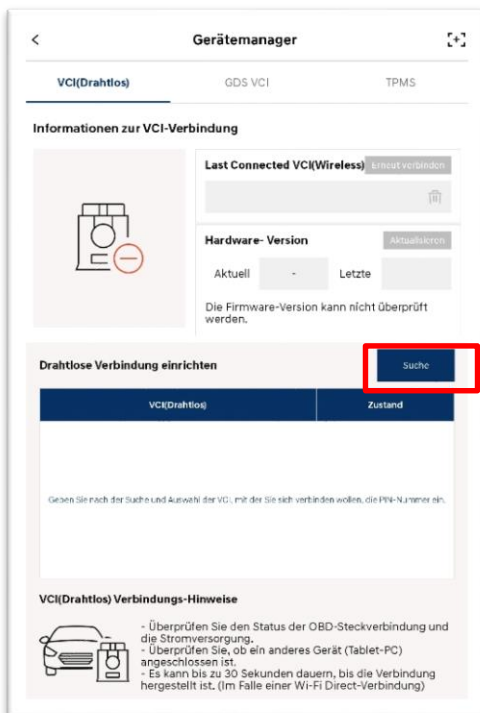 Gerätemanager
VCI(Drahtlos) GDS VCI TPMS
Informationen zur VCI-Verbindung
Last Connected VCI(Wireless) Erneut verbinden
Hardware- Version Aktualisieren
Aktuell - Letzte
Die Firmware-Version kann nicht überprüft
werden.
Drahtlose Verbindung einrichten Suche
VCI(Drahtlos) Zustand
Geben Sie nach der Suche und Auswahl der VCI, mit der Sie sich verbinden wollen, die PIN-Nummer ein.
VCI(Drahtlos) Verbindungs-Hinweise
- Überprüfen Sie den Status der OBD-Steckverbindung und
die Stromversorgung.
- Überprüfen Sie, ob ein anderes Gerät (Tablet-PC)
angeschlossen ist.
- Es kann bis zu 30 Sekunden dauern, bis die Verbindung
hergestellt ist. (Im Falle einer Wi-Fi Direct-Verbindung)